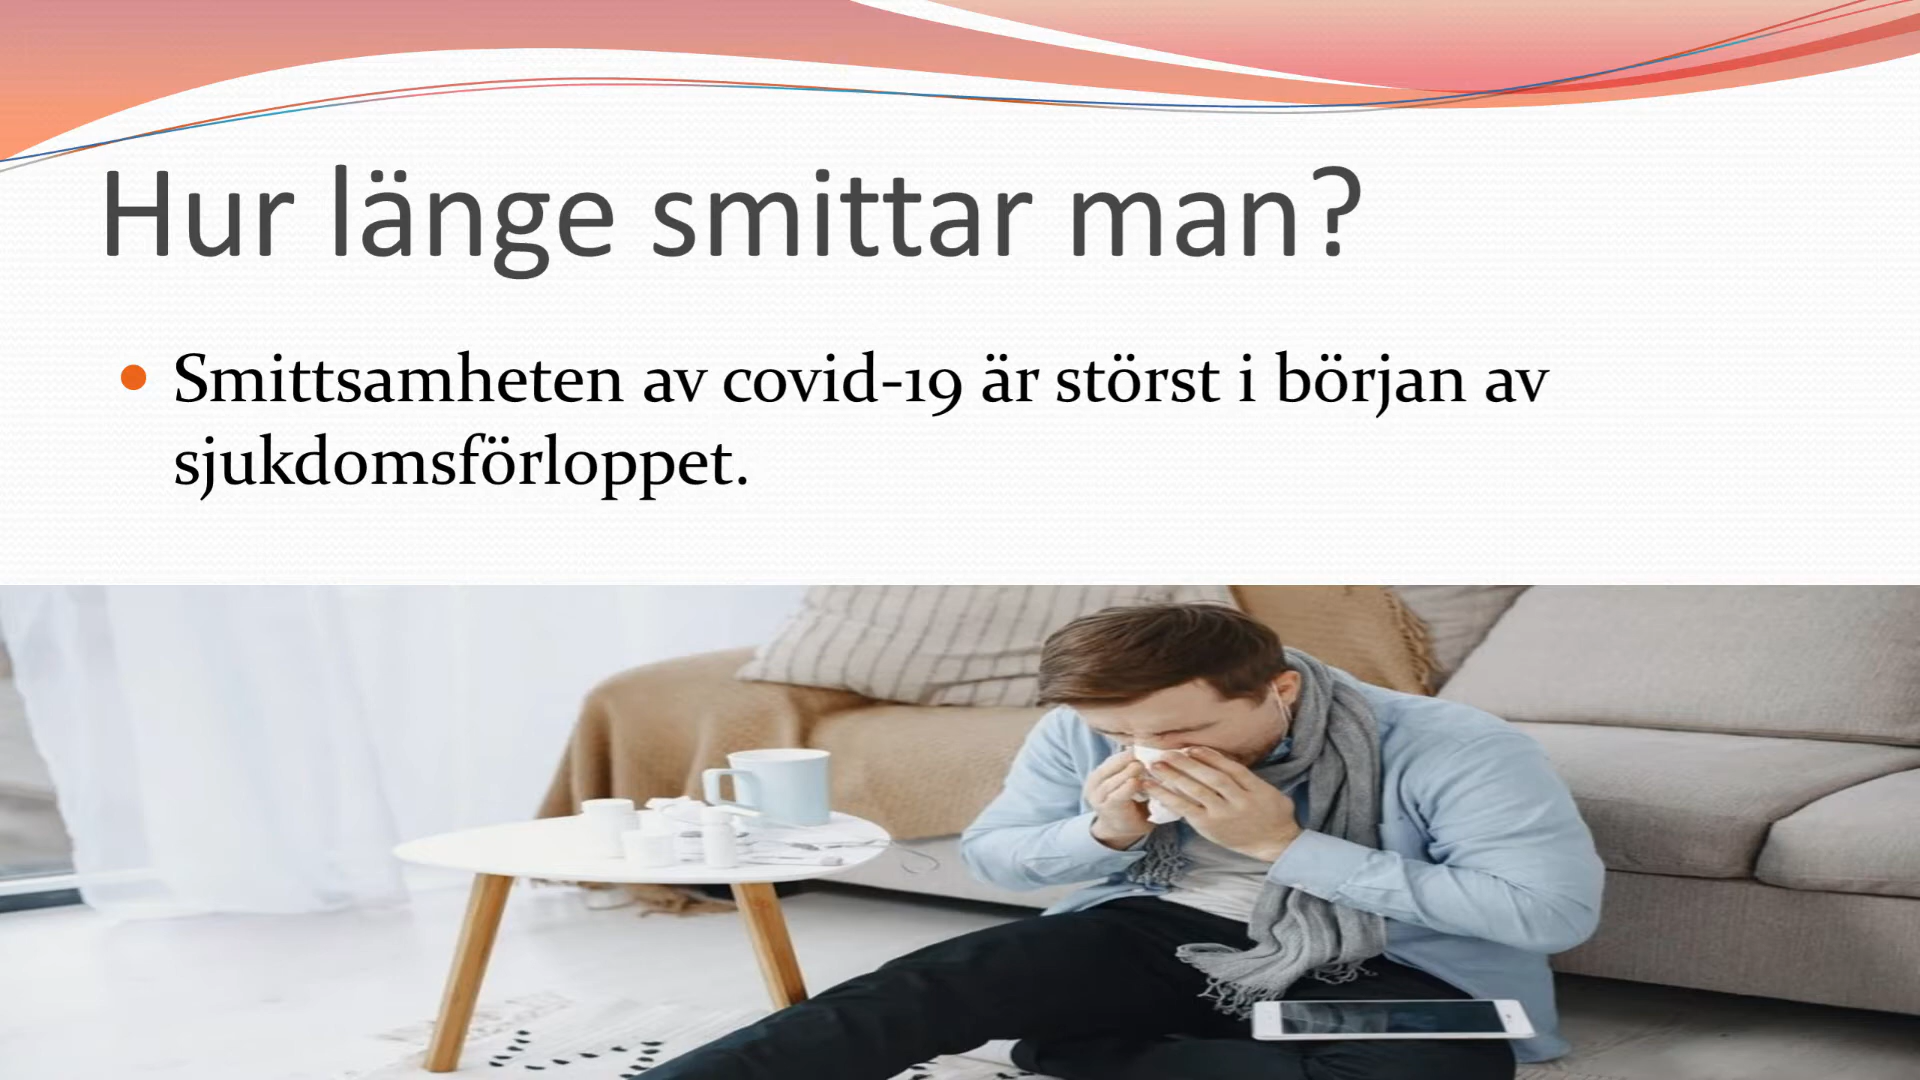 Hur länge smittar man?
Smittsamheten av covid-19 är störst i början av
sjukdomsförloppet.